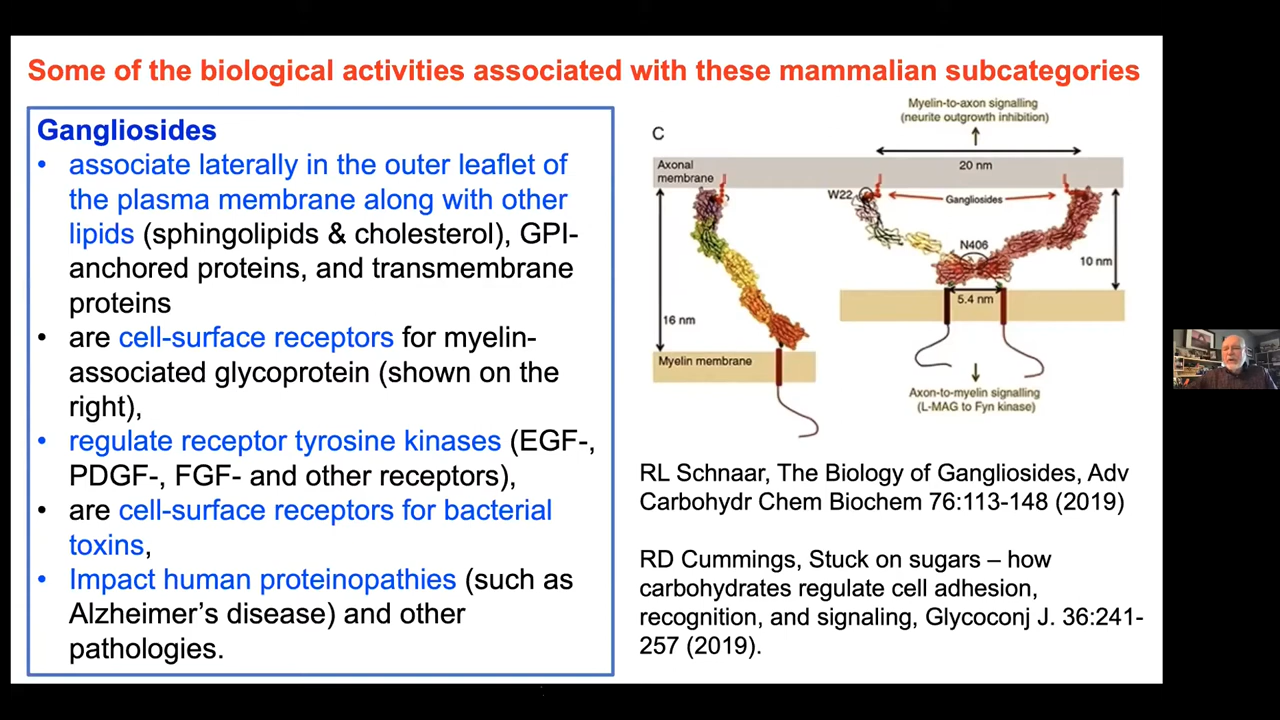 Some of the biological activities associated with these mammalian subcategories
Gangliosides
• associate laterally in the outer leaflet of
the plasma membrane along with other
lipids (sphingolipids & cholesterol), GPI-
anchored proteins, and transmembrane
proteins
• are cell-surface receptors for myelin-
associated glycoprotein (shown on the
right),
• regulate receptor tyrosine kinases (EGF-,
PDGF-, FGF- and other receptors),
• are cell-surface receptors for bacterial
toxins,
• Impact human proteinopathies (such as
Alzheimer's disease) and other
pathologies.
C
Myelin-to-axon signalling
(neurite outgrowth inhibition)
Axonal
membrane
20 nm
W22
Gangliosides
N406
10 nm
5.4 nm
16 nm
Myelin membrane
Axon-to-myelin signalling
(L-MAG to Fyn kinase)
RL Schnaar, The Biology of Gangliosides, Adv
Carbohydr Chem Biochem 76:113-148 (2019)
RD Cummings, Stuck on sugars – how
carbohydrates regulate cell adhesion,
recognition, and signaling, Glycoconj J. 36:241-
257 (2019).